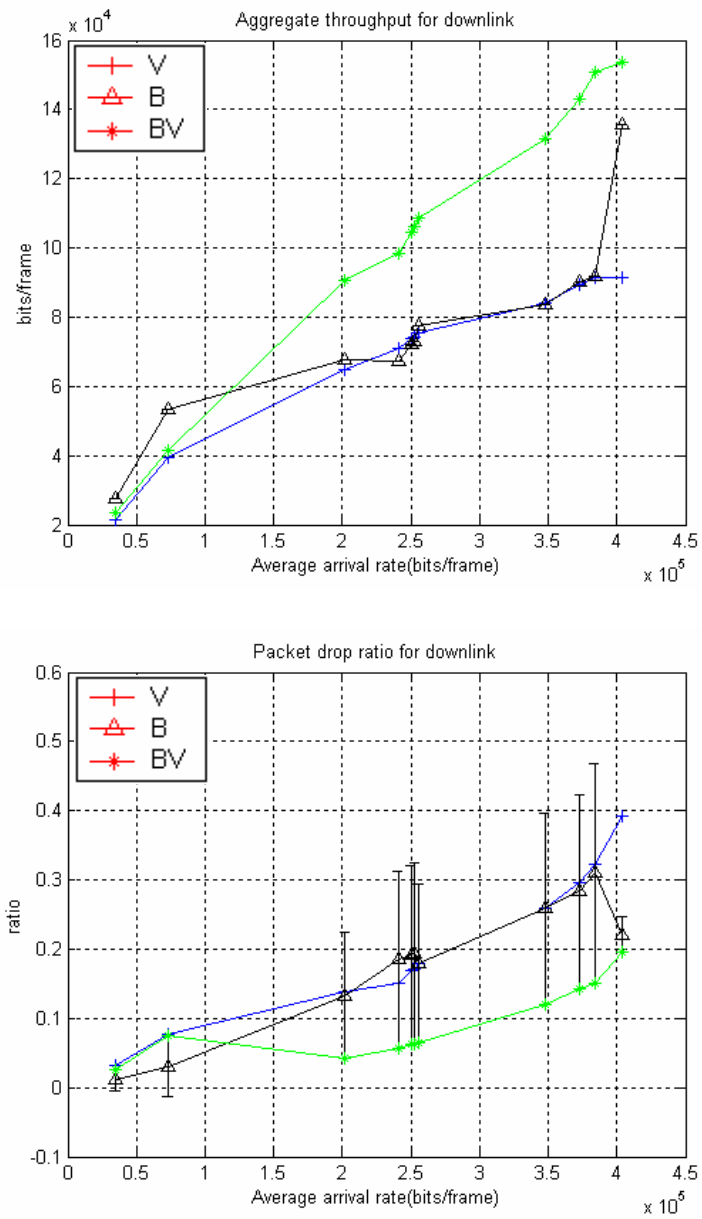 Aggregate throughput for downlink
x 10^4
16
14
12
10
8
6
4
2
bits/frame
V
B
BV
0 0.5 1 1.5 2 2.5 3 3.5 4 4.5
Average arrival rate(bits/frame)
x 10^5
Packet drop ratio for downlink
0.6
0.5
0.4
0.3
0.2
0.1
0
-0.1
ratio
V
B
BV
0 0.5 1 1.5 2 2.5 3 3.5 4 4.5
Average arrival rate(bits/frame)
x 10^5